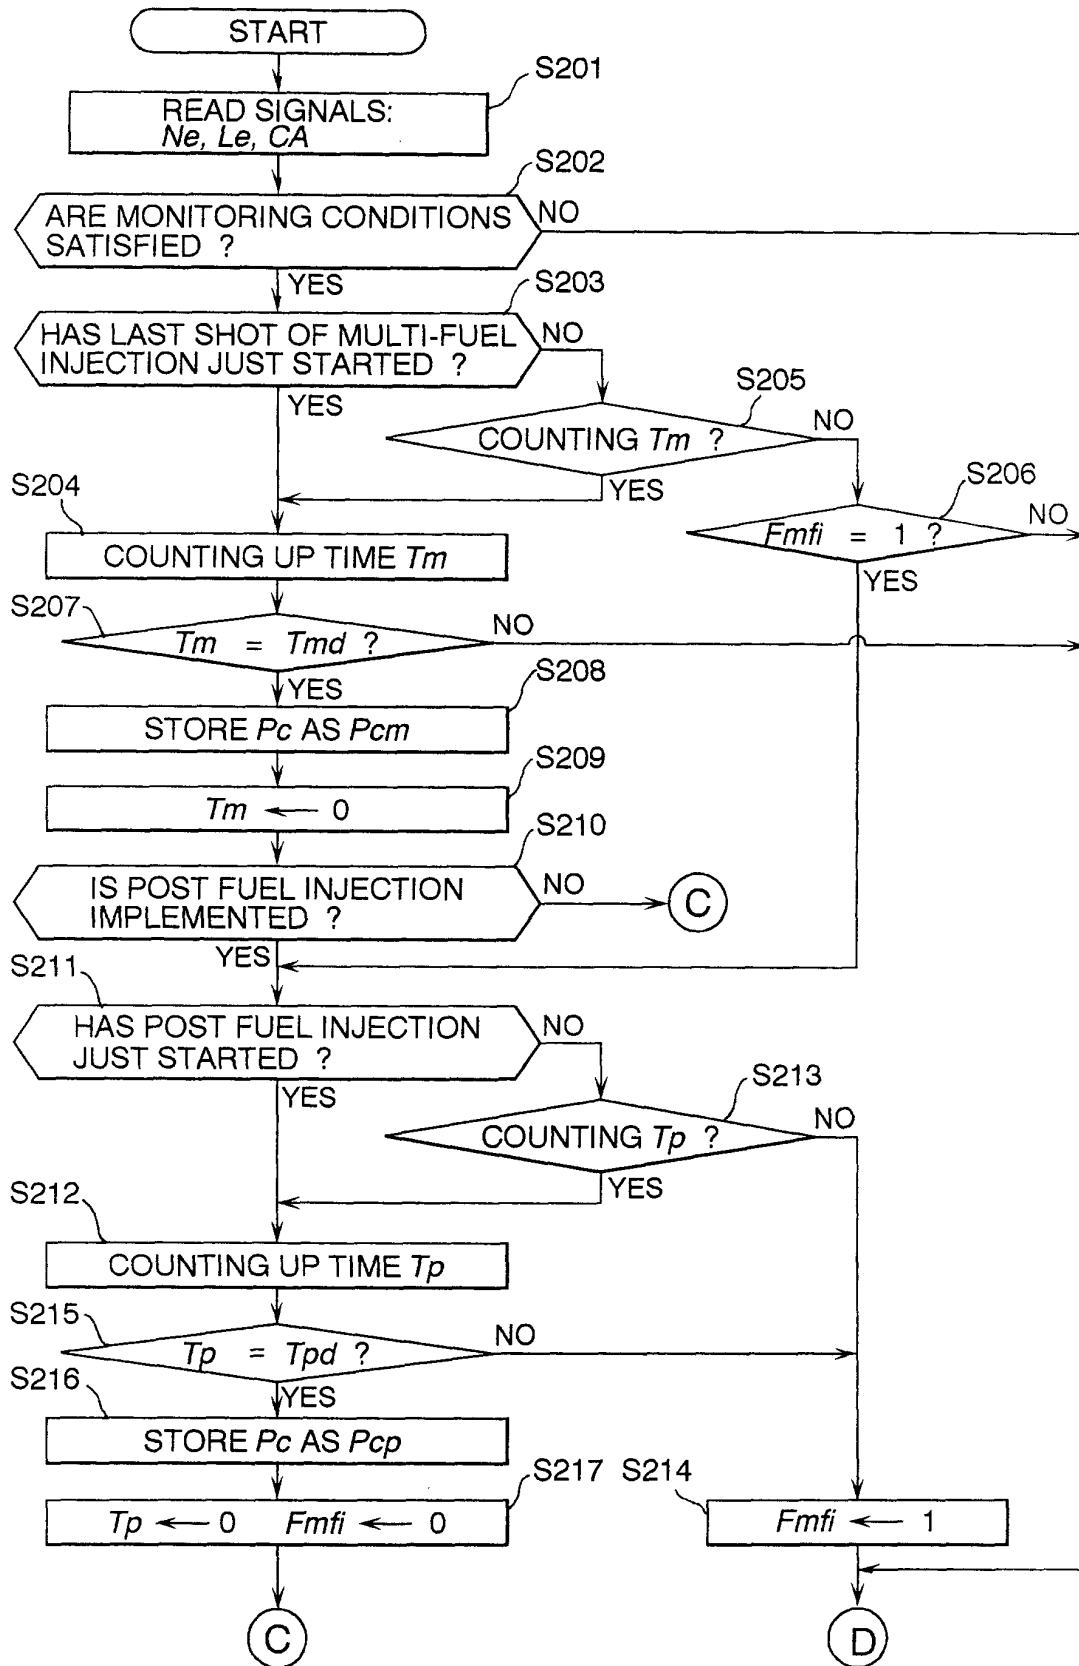 START
S201
READ SIGNALS:
Ne, Le, CA
S202
ARE MONITORING CONDITIONS
SATISFIED ?
NO
YES
S203
HAS LAST SHOT OF MULTI-FUEL
INJECTION JUST STARTED ?
NO
YES
S205
COUNTING Tm ?
NO
YES
S204
COUNTING UP TIME Tm
S206
Fmfi = 1 ?
NO
YES
S207
Tm = Tmd ?
NO
YES
S208
STORE Pc AS Pcm
S209
Tm ← 0
S210
IS POST FUEL INJECTION
IMPLEMENTED ?
NO
C
YES
S211
HAS POST FUEL INJECTION
JUST STARTED ?
NO
YES
S213
COUNTING Tp ?
NO
YES
S212
COUNTING UP TIME Tp
S215
Tp = Tpd ?
NO
YES
S216
STORE Pc AS Pcp
S217
Tp ← 0 Fmfi ← 0
S214
Fmfi ← 1
C
D